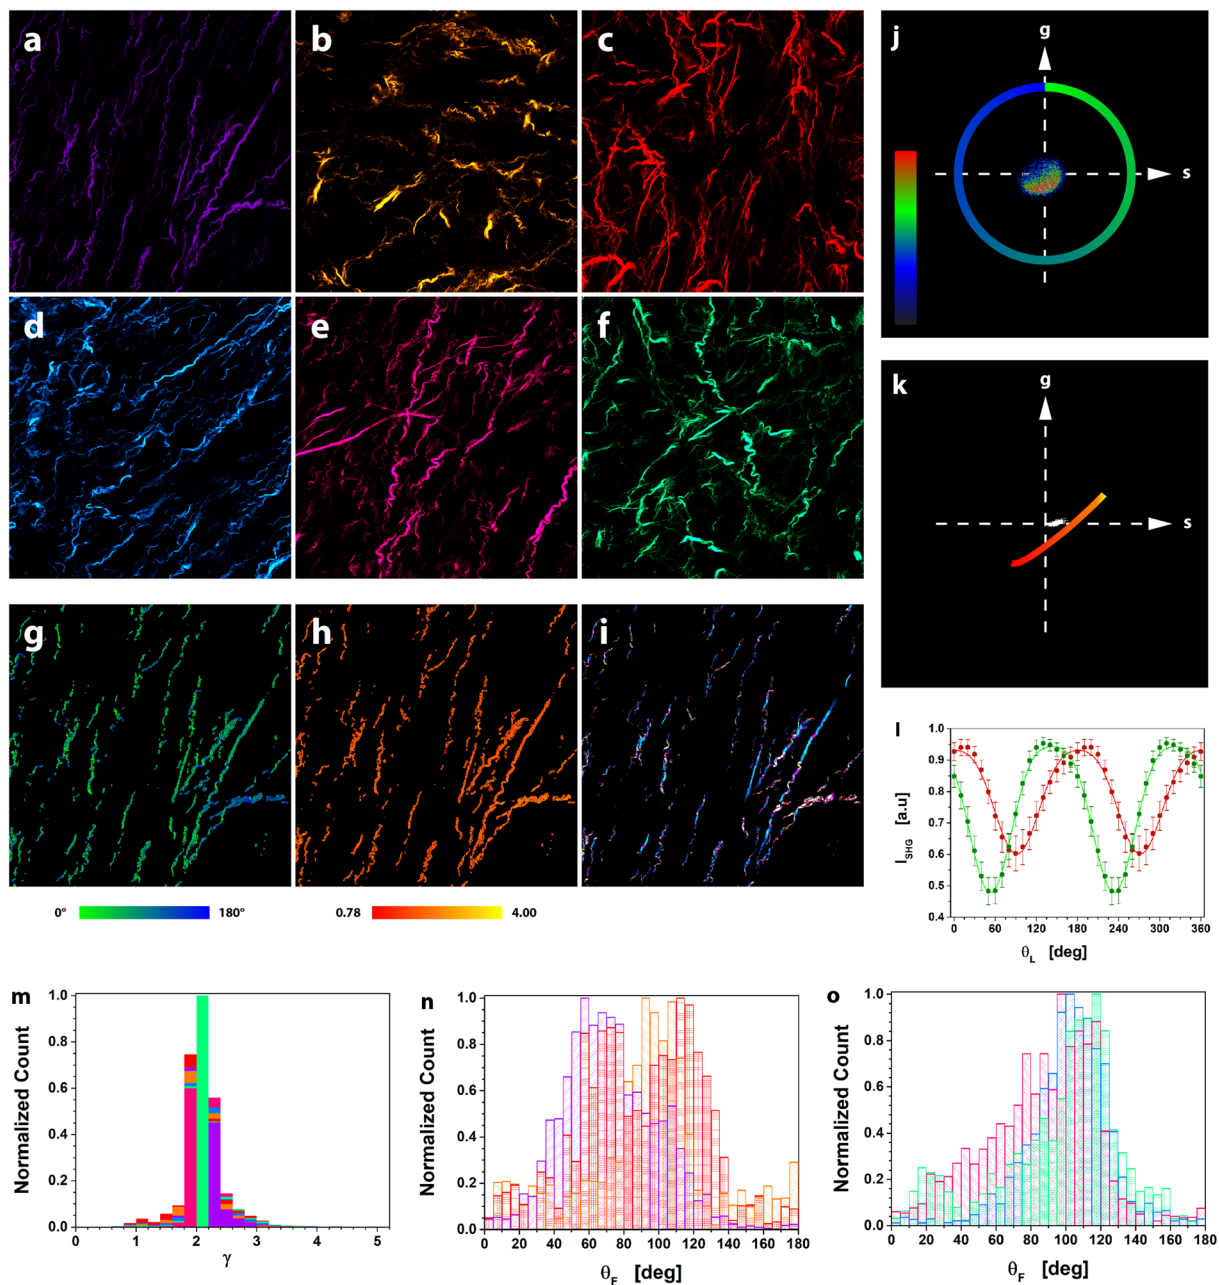 a
b
c
j
g
s
d
e
f
k
g
s
g
h
i
l
1.0
0.9
0.8
0.7
0.6
0.5
0.4
I_SHG [a.u]
0 60 120 180 240 300 360
θ_L [deg]
0° 180°
0.78 4.00
m
1.0
0.8
0.6
0.4
0.2
0.0
Normalized Count
0 1 2 3 4 5
γ
n
1.0
0.8
0.6
0.4
0.2
0.0
Normalized Count
0 20 40 60 80 100 120 140 160 180
θ_F [deg]
o
1.0
0.8
0.6
0.4
0.2
0.0
Normalized Count
0 20 40 60 80 100 120 140 160 180
θ_F [deg]